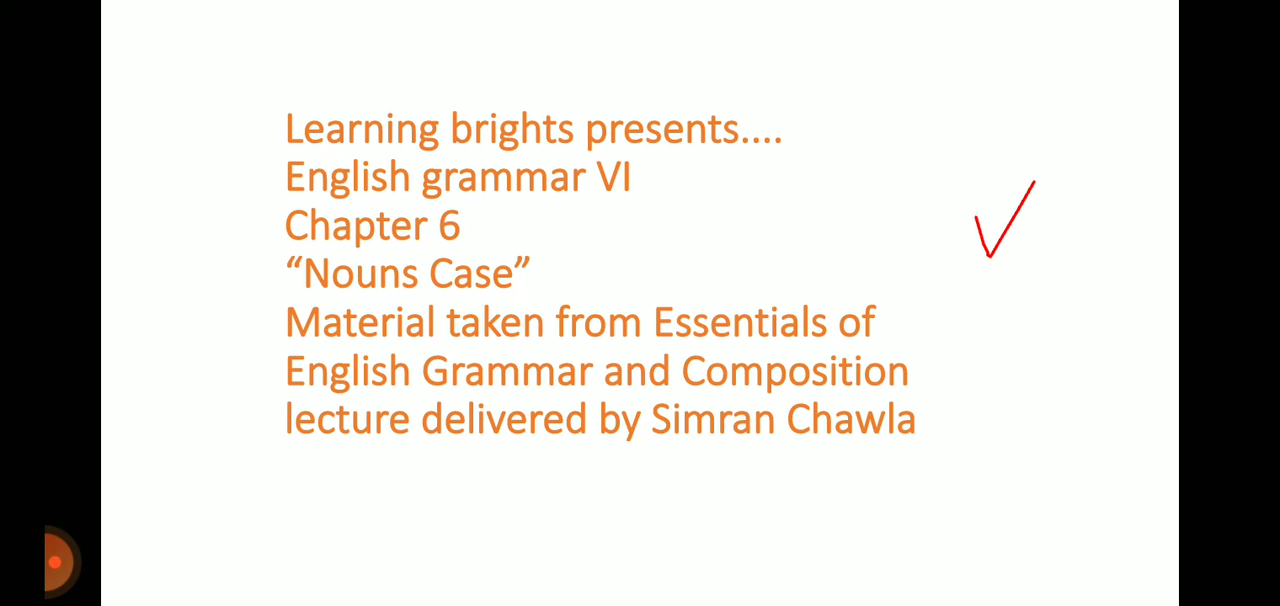 Learning brights presents....
English grammar VI
Chapter 6
“Nouns Case”
Material taken from Essentials of
English Grammar and Composition
lecture delivered by Simran Chawla